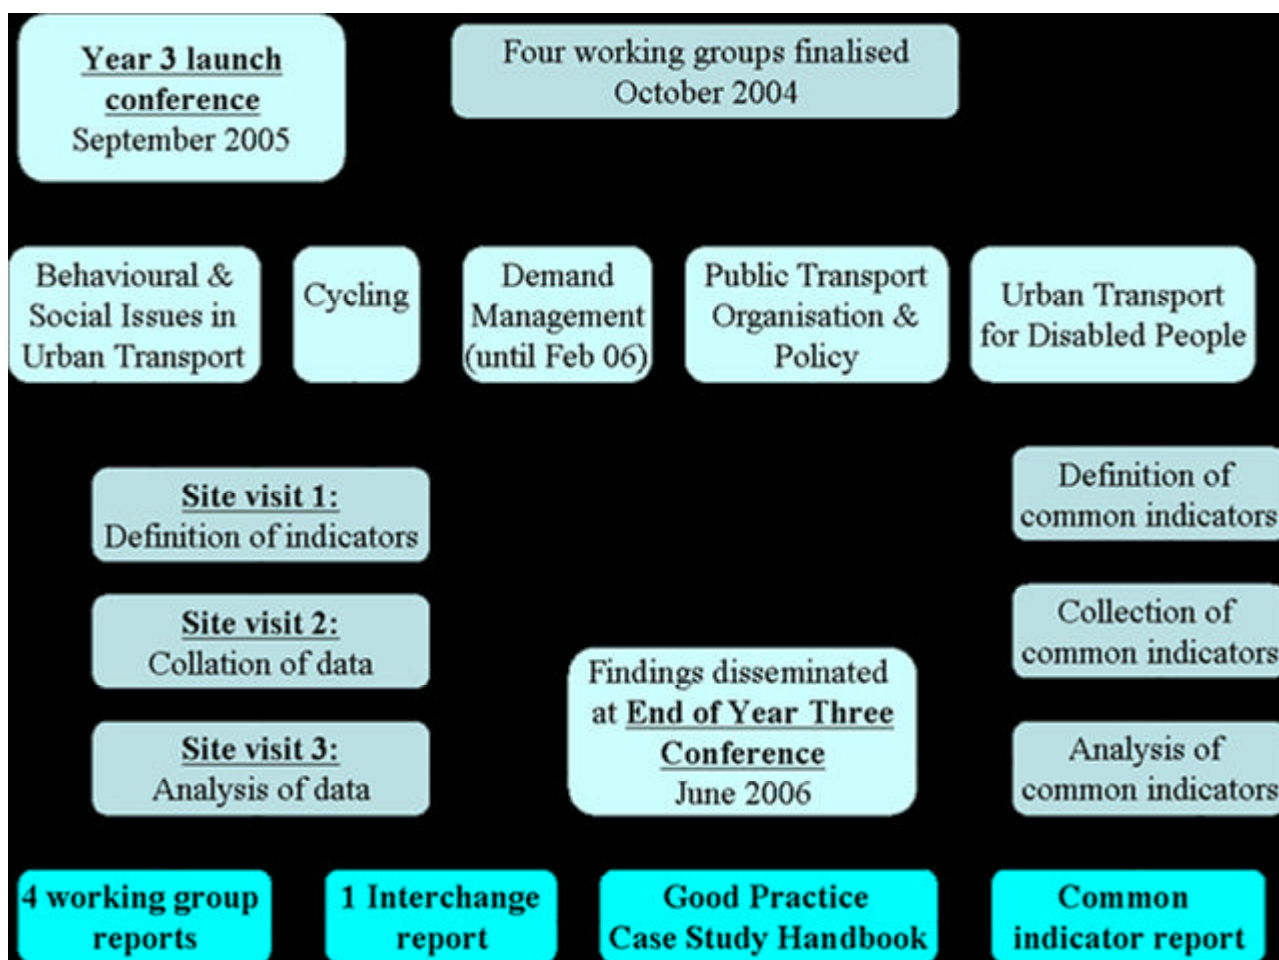 Year 3 launch
conference
September 2005
Four working groups finalised
October 2004
Behavioural &
Social Issues in
Urban Transport
Cycling
Demand
Management
(until Feb 06)
Public Transport
Organisation &
Policy
Urban Transport
for Disabled People
Site visit 1:
Definition of indicators
Site visit 2:
Collation of data
Site visit 3:
Analysis of data
Findings disseminated
at End of Year Three
Conference
June 2006
Definition of
common indicators
Collection of
common indicators
Analysis of
common indicators
4 working group
reports
1 Interchange
report
Good Practice
Case Study Handbook
Common
indicator report